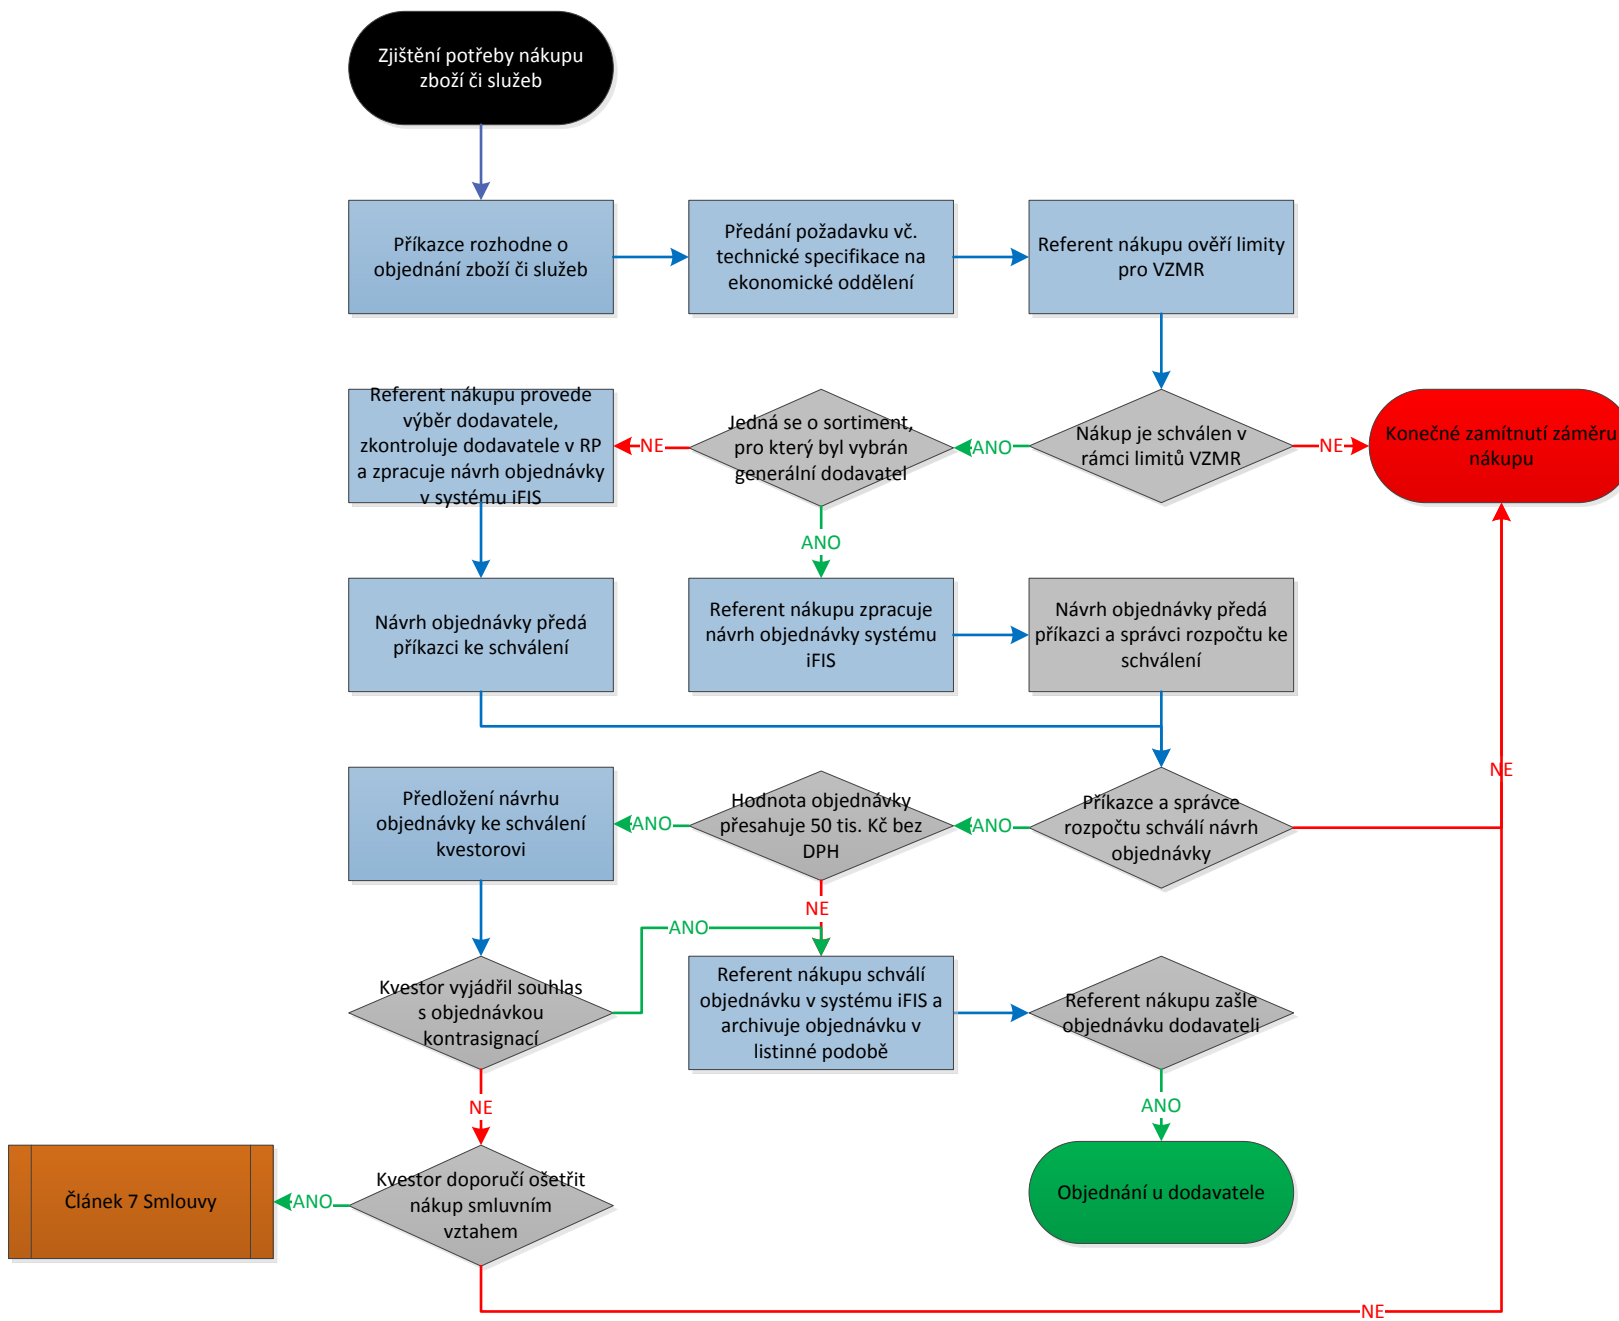 Zjištění potřeby nákupu
zboží či služeb
Příkazce rozhodne o
objednání zboží či služeb
Předání požadavku vč.
technické specifikace na
ekonomické oddělení
Referent nákupu ověří limity
pro VZMR
Referent nákupu provede
výběr dodavatele,
zkontroluje dodavatele v RP
a zpracuje návrh objednávky
v systému iFIS
NE
Jedná se o sortiment,
pro který byl vybrán
generální dodavatel
ANO
Nákup je schválen v
rámci limitů VZMR
NE
Konečné zamítnutí záměru
nákupu
ANO
Návrh objednávky předá
příkazci ke schválení
Referent nákupu zpracuje
návrh objednávky systému
iFIS
Návrh objednávky předá
příkazci a správci rozpočtu ke
schválení
NE
Předložení návrhu
objednávky ke schválení
kvestorovi
ANO
Hodnota objednávky
přesahuje 50 tis. Kč bez
DPH
ANO
Příkazce a správce
rozpočtu schválí návrh
objednávky
NE
ANO
Kvestor vyjádřil souhlas
s objednávkou
kontrasignací
Referent nákupu schválí
objednávku v systému iFIS a
archivuje objednávku v
listinné podobě
Referent nákupu zašle
objednávku dodavateli
NE
ANO
Článek 7 Smlouvy
ANO
Kvestor doporučí ošetřit
nákup smluvním
vztahem
Objednání u dodavatele
NE